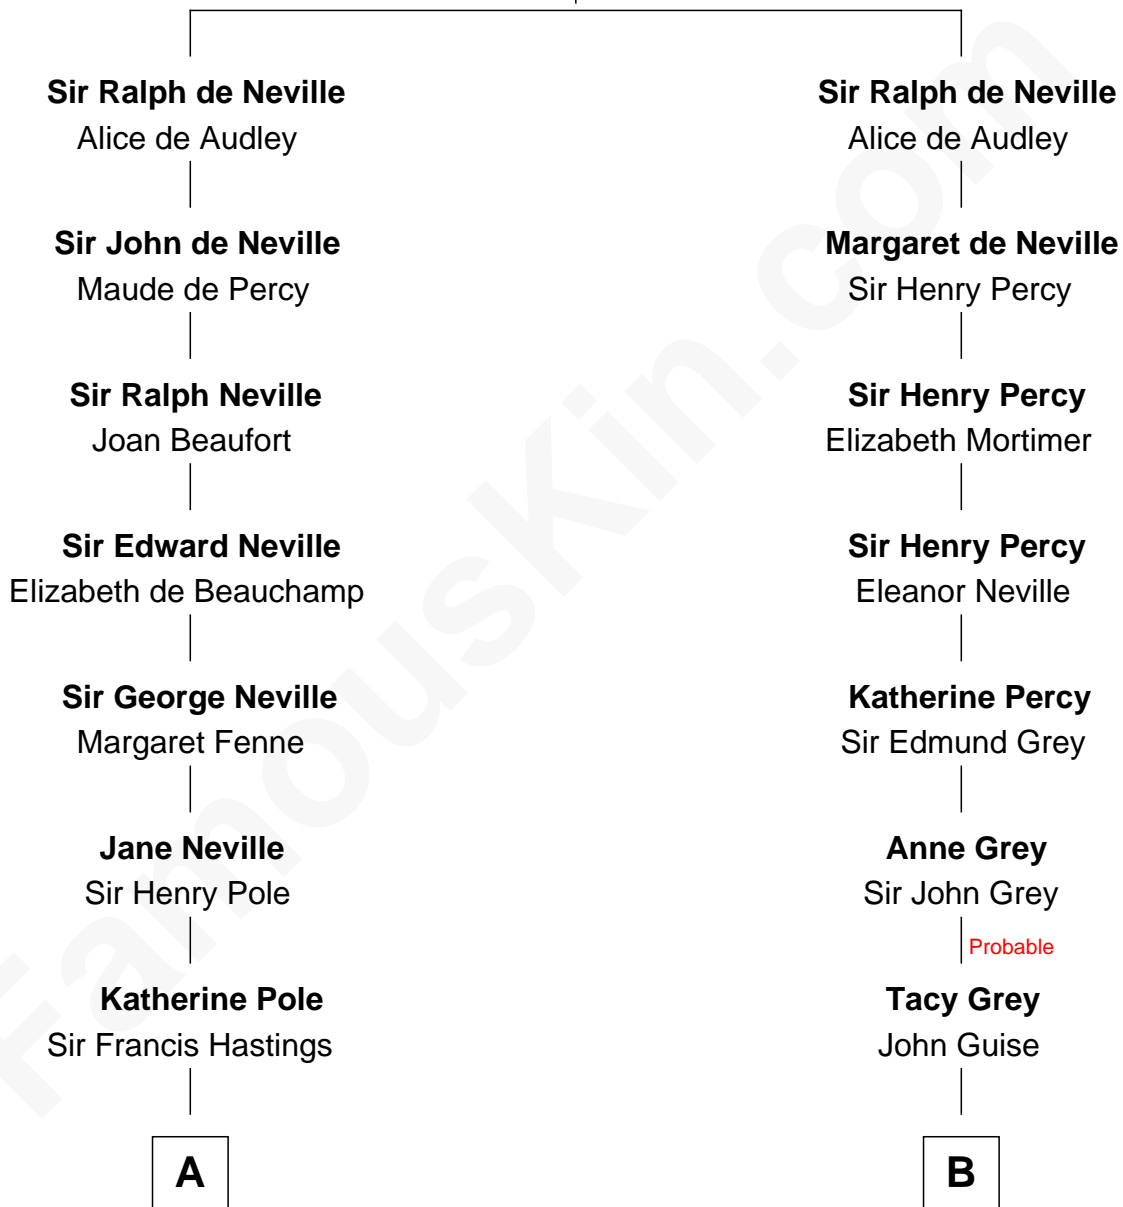 Sir Ralph de Neville
Alice de Audley
Sir John de Neville
Maude de Percy
Sir Ralph Neville
Joan Beaufort
Sir Edward Neville
Elizabeth de Beauchamp
Sir George Neville
Margaret Fenne
Jane Neville
Sir Henry Pole
Katherine Pole
Sir Francis Hastings
A
Sir Ralph de Neville
Alice de Audley
Margaret de Neville
Sir Henry Percy
Sir Henry Percy
Elizabeth Mortimer
Sir Henry Percy
Eleanor Neville
Katherine Percy
Sir Edmund Grey
Anne Grey
Sir John Grey
Probable
Tacy Grey
John Guise
B
FamousKin.com